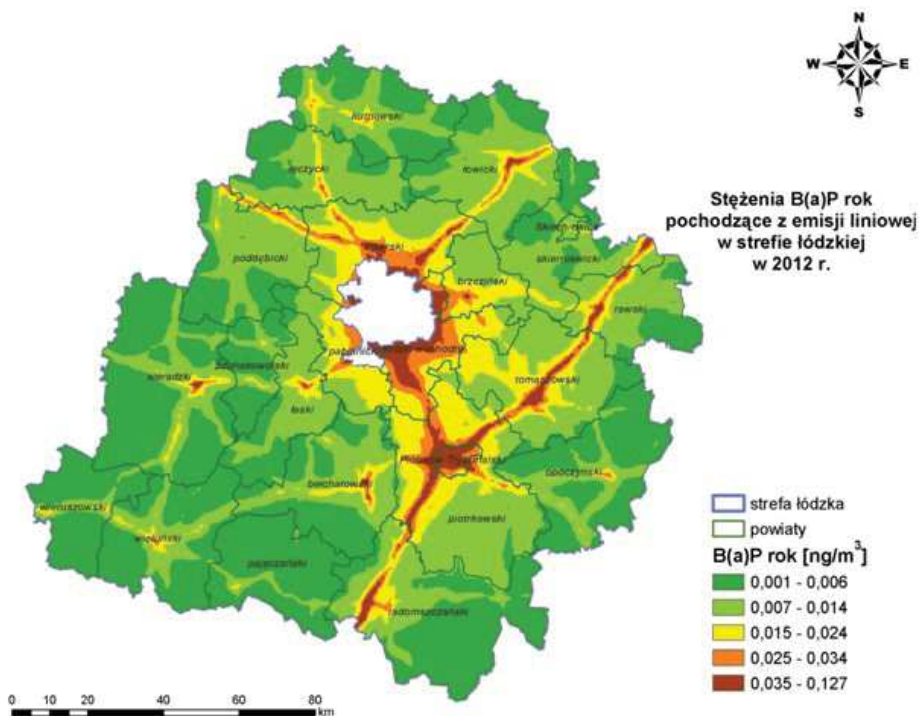 N
W E
S
Stężenia B(a)P rok
pochodzące z emisji liniowej
w strefie łódzkiej
w 2012 r.
kutnowski
łęczycki
łowicki
zgierski
skierniewicki
poddębicki
brzeziński
rawski
pabianicki
sieradzki
zduńskowolski
łaski
tomaszowski
opoczyński
bełchatowski
wieruszowski
wieluński
piotrkowski
pajęczański
radomszczański
strefa łódzka
powiaty
B(a)P rok [ng/m³]
0,001 - 0,006
0,007 - 0,014
0,015 - 0,024
0,025 - 0,034
0,035 - 0,127
0 10 20 40 60 80
km